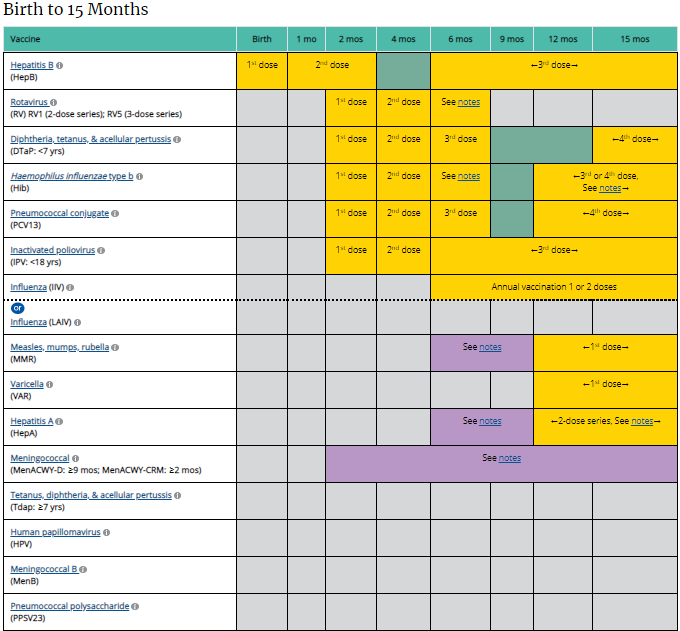 Birth to 15 Months
Vaccine Birth 1 mo 2 mos 4 mos 6 mos 9 mos 12 mos 15 mos
Hepatitis B 1st dose 2nd dose ←3rd dose→
(HepB)
Rotavirus 1st dose 2nd dose See notes
(RV) RV1 (2-dose series); RV5 (3-dose series)
Diphtheria, tetanus, & acellular pertussis 1st dose 2nd dose 3rd dose ←4th dose→
(DTaP: <7 yrs)
Haemophilus influenzae type b 1st dose 2nd dose See notes ←3rd or 4th dose,
(Hib) See notes→
Pneumococcal conjugate 1st dose 2nd dose 3rd dose ←4th dose→
(PCV13)
Inactivated poliovirus 1st dose 2nd dose ←3rd dose→
(IPV: <18 yrs)
Influenza (IIV) Annual vaccination 1 or 2 doses
or
Influenza (LAIV)
Measles, mumps, rubella See notes ←1st dose→
(MMR)
Varicella ←1st dose→
(VAR)
Hepatitis A See notes ←2-dose series, See notes→
(HepA)
Meningococcal See notes
(MenACWY-D: ≥9 mos; MenACWY-CRM: ≥2 mos)
Tetanus, diphtheria, & acellular pertussis
(Tdap: ≥7 yrs)
Human papillomavirus
(HPV)
Meningococcal B
(MenB)
Pneumococcal polysaccharide
(PPSV23)